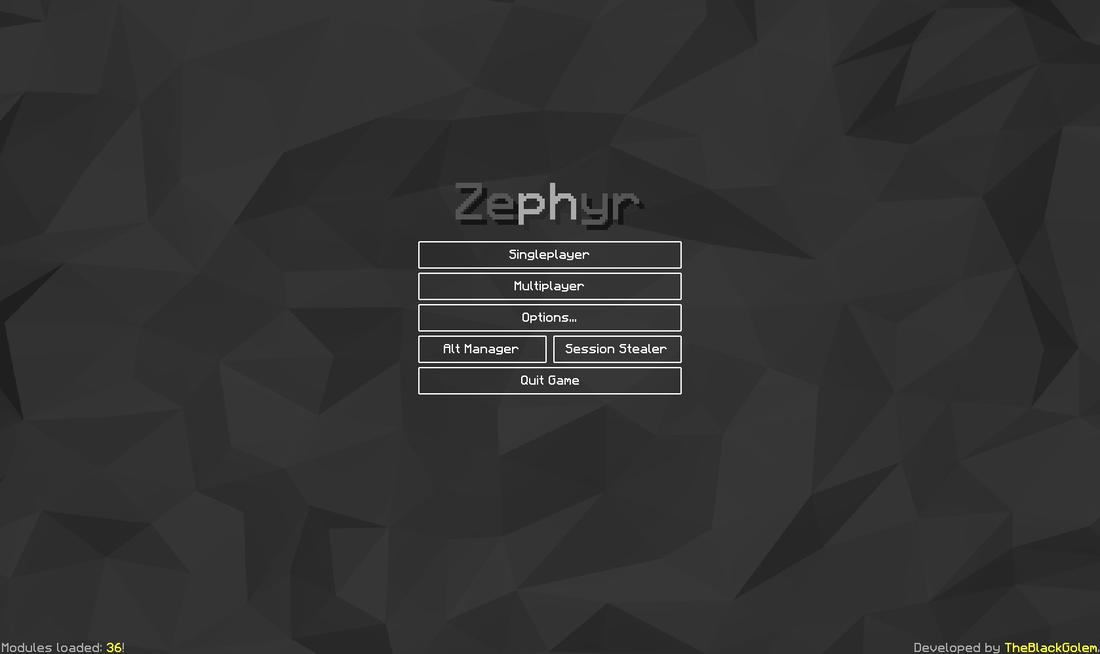 Zephyr
Singleplayer
Multiplayer
Options...
Alt Manager Session Stealer
Quit Game
Modules loaded: 36! Developed by TheBlackGolem.